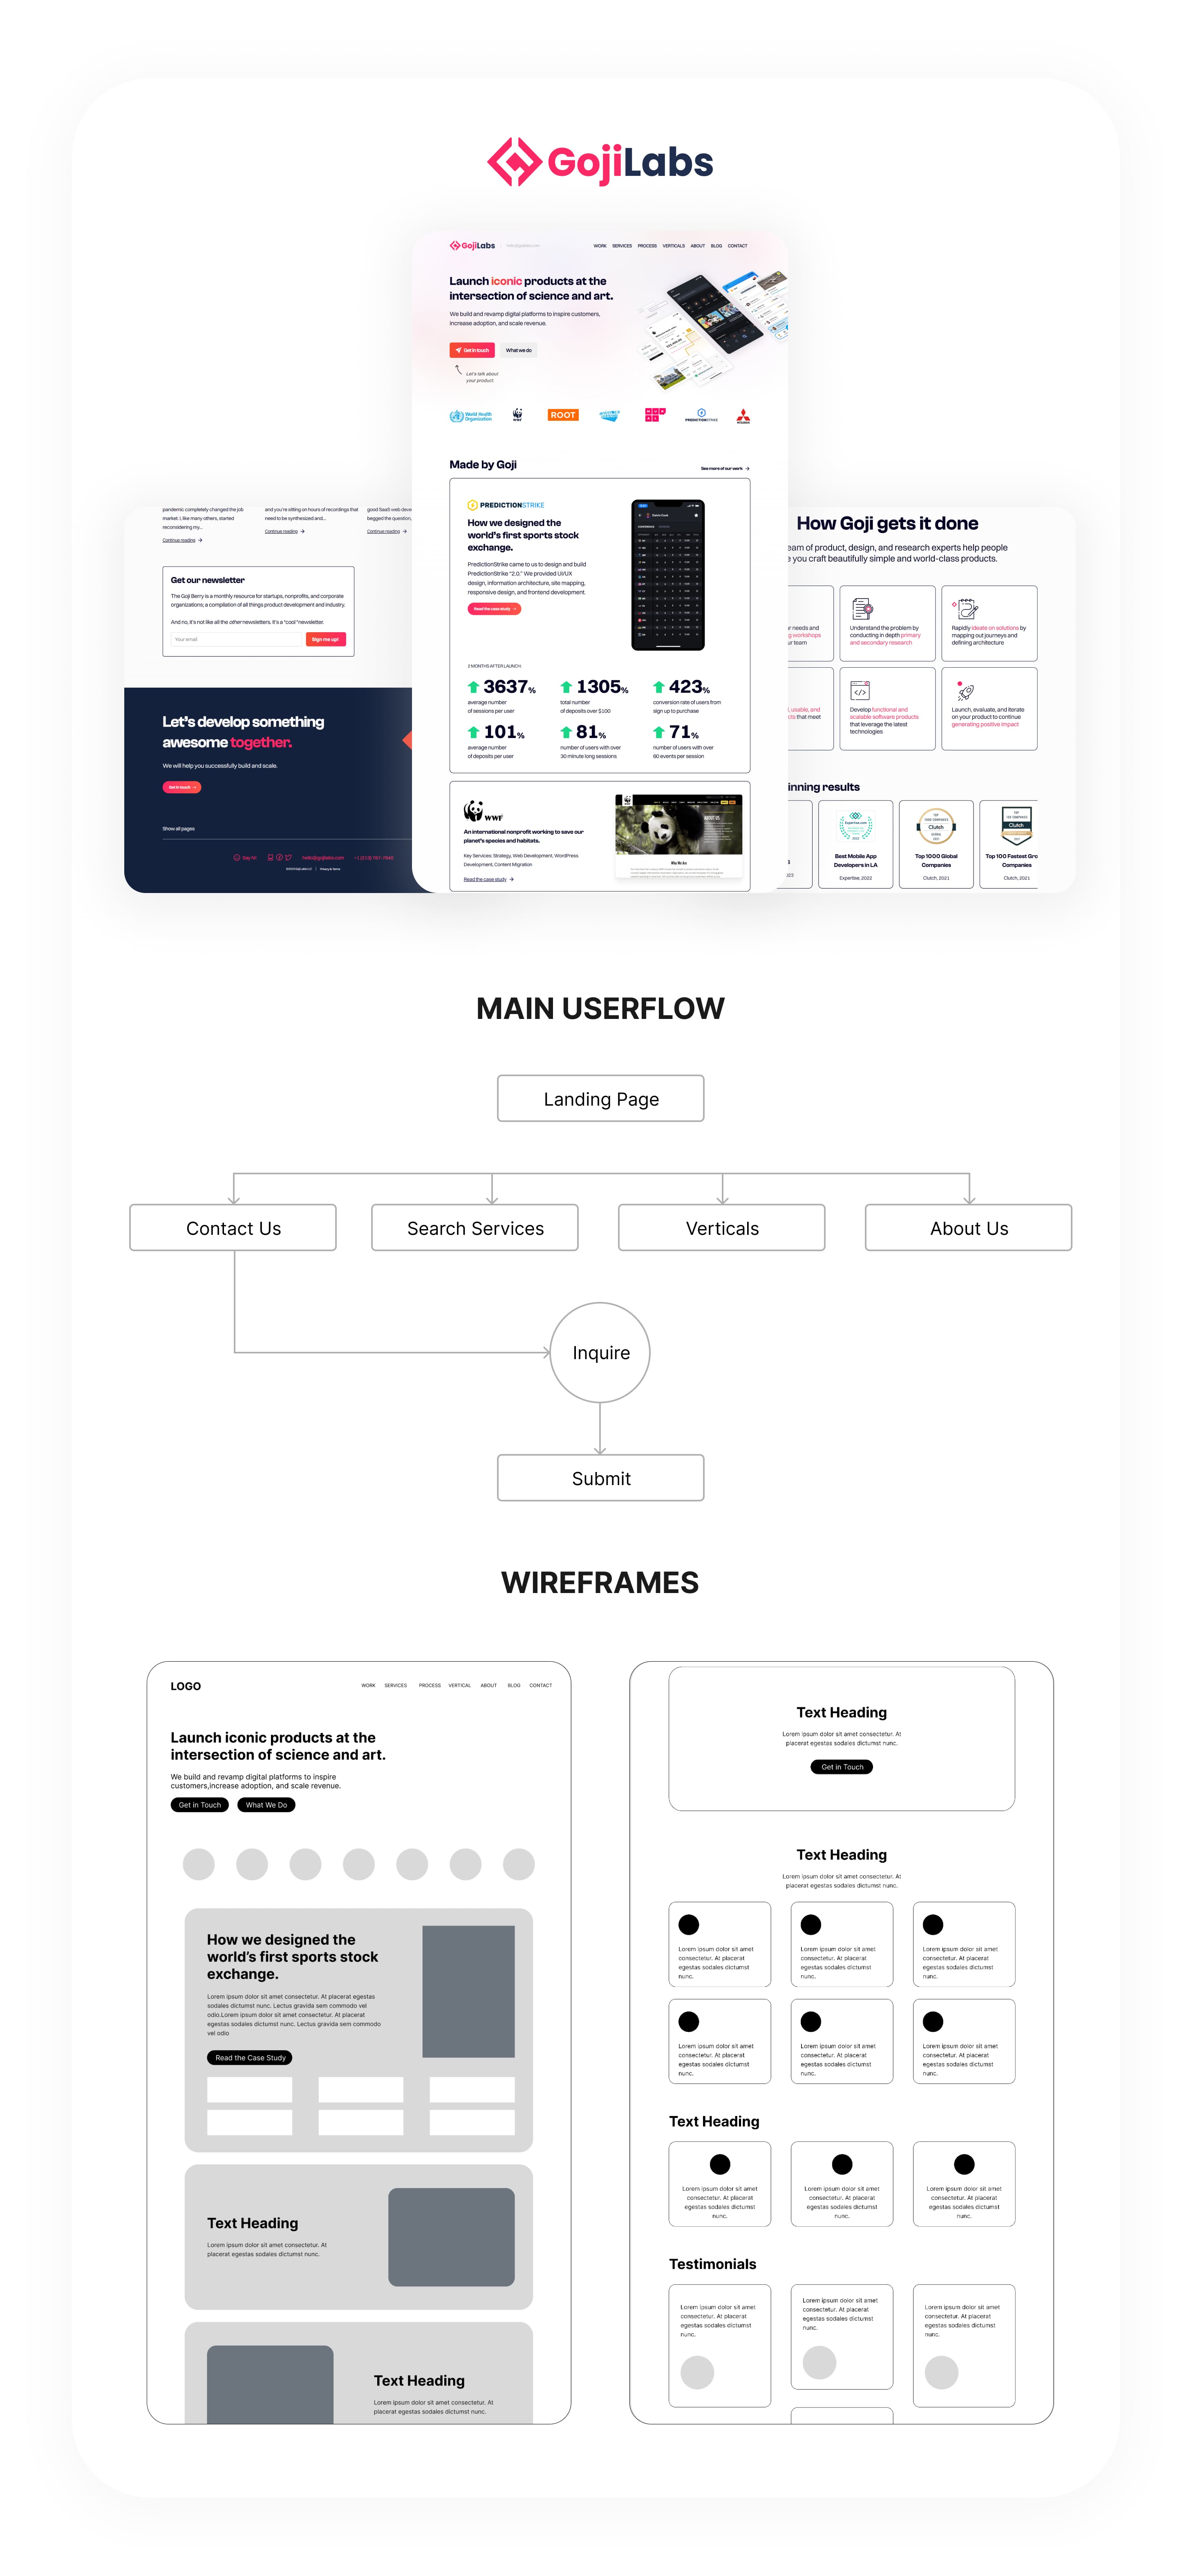 GojiLabs
GojiLabs
hello@gojilabs.com
WORK SERVICES PROCESS VERTICALS ABOUT BLOG CONTACT
Launch iconic products at the
intersection of science and art.
We build and revamp digital platforms to inspire customers,
increase adoption, and scale revenue.
Get in touch
What we do
Let's talk about
your product.
World Health
Organization
WWF
ROOT
PREDICTIONSTRIKE
Made by Goji
See more of our work
PREDICTIONSTRIKE
How we designed the
world's first sports stock
exchange.
PredictionStrike came to us to design and build
PredictionStrike "2.0." We provided UI/UX
design, information architecture, site mapping,
responsive design, and frontend development.
Read the case study
2 MONTHS AFTER LAUNCH:
3637%
average number
of sessions per user
1305%
total number
of deposits over $100
423%
conversion rate of users from
sign up to purchase
101%
average number
of deposits per user
81%
number of users with over
30 minute long sessions
71%
number of users with over
60 events per session
WWF
An international nonprofit working to save our
planet's species and habitats.
Key Services: Strategy, Web Development, WordPress
Development, Content Migration
Read the case study
ABOUT US
Who We Are
pandemic completely changed the job
market. I, like many others, started
reconsidering my...
Continue reading
and you're sitting on hours of recordings that
need to be synthesized and...
Continue reading
good SaaS web deve
begged the question,
Continue reading
Get our newsletter
The Goji Berry is a monthly resource for startups, nonprofits, and corporate
organizations; a compilation of all things product development and industry.
And no, it's not like all the other newsletters. It's a *cool* newsletter.
Your email
Sign me up!
Let's develop something
awesome together.
We will help you successfully build and scale.
Get in touch
Show all pages
Say hi!
hello@gojilabs.com
Privacy & Terms
How Goji gets it done
eam of product, design, and research experts help people
e you craft beautifully simple and world-class products.
r needs and
g workshops
ur team
Understand the problem by
conducting in depth primary
and secondary research
Rapidly ideate on solutions by
mapping out journeys and
defining architecture
l, usable, and
cts that meet
Develop functional and
scalable software products
that leverage the latest
technologies
Launch, evaluate, and iterate
on your product to continue
generating positive impact
inning results
Best Mobile App
Developers in LA
Expertise, 2022
Clutch
Top 1000 Global
Companies
Clutch, 2021
Clutch
Top 100 Fastest Gro
Companies
Clutch, 2021
MAIN USERFLOW
Landing Page
Contact Us
Search Services
Verticals
About Us
Inquire
Submit
WIREFRAMES
LOGO
WORK SERVICES PROCESS VERTICAL ABOUT BLOG CONTACT
Launch iconic products at the
intersection of science and art.
We build and revamp digital platforms to inspire
customers,increase adoption, and scale revenue.
Get in Touch
What We Do
How we designed the
world's first sports stock
exchange.
Lorem ipsum dolor sit amet consectetur. At placerat egestas
sodales dictumst nunc. Lectus gravida sem commodo vel
odio.Lorem ipsum dolor sit amet consectetur. At placerat
egestas sodales dictumst nunc. Lectus gravida sem commodo
vel odio
Read the Case Study
Text Heading
Lorem ipsum dolor sit amet consectetur. At
placerat egestas sodales dictumst nunc.
Text Heading
Lorem ipsum dolor sit amet consectetur. At
placerat egestas sodales dictumst nunc.
Text Heading
Lorem ipsum dolor sit amet consectetur. At
placerat egestas sodales dictumst nunc.
Get in Touch
Text Heading
Lorem ipsum dolor sit amet consectetur. At
placerat egestas sodales dictumst nunc.
Lorem ipsum dolor sit amet
consectetur. At placerat
egestas sodales dictumst
nunc.
Lorem ipsum dolor sit amet
consectetur. At placerat
egestas sodales dictumst
nunc.
Lorem ipsum dolor sit amet
consectetur. At placerat
egestas sodales dictumst
nunc.
Lorem ipsum dolor sit amet
consectetur. At placerat
egestas sodales dictumst
nunc.
Lorem ipsum dolor sit amet
consectetur. At placerat
egestas sodales dictumst
nunc.
Lorem ipsum dolor sit amet
consectetur. At placerat
egestas sodales dictumst
nunc.
Text Heading
Lorem ipsum dolor sit amet
consectetur. At placerat
egestas sodales dictumst
nunc.
Lorem ipsum dolor sit amet
consectetur. At placerat
egestas sodales dictumst
nunc.
Lorem ipsum dolor sit amet
consectetur. At placerat
egestas sodales dictumst
nunc.
Testimonials
Lorem ipsum dolor sit amet
consectetur. At placerat
egestas sodales dictumst
nunc.
Lorem ipsum dolor sit amet
consectetur. At placerat
egestas sodales dictumst
nunc.
Lorem ipsum dolor sit amet
consectetur. At placerat
egestas sodales dictumst
nunc.